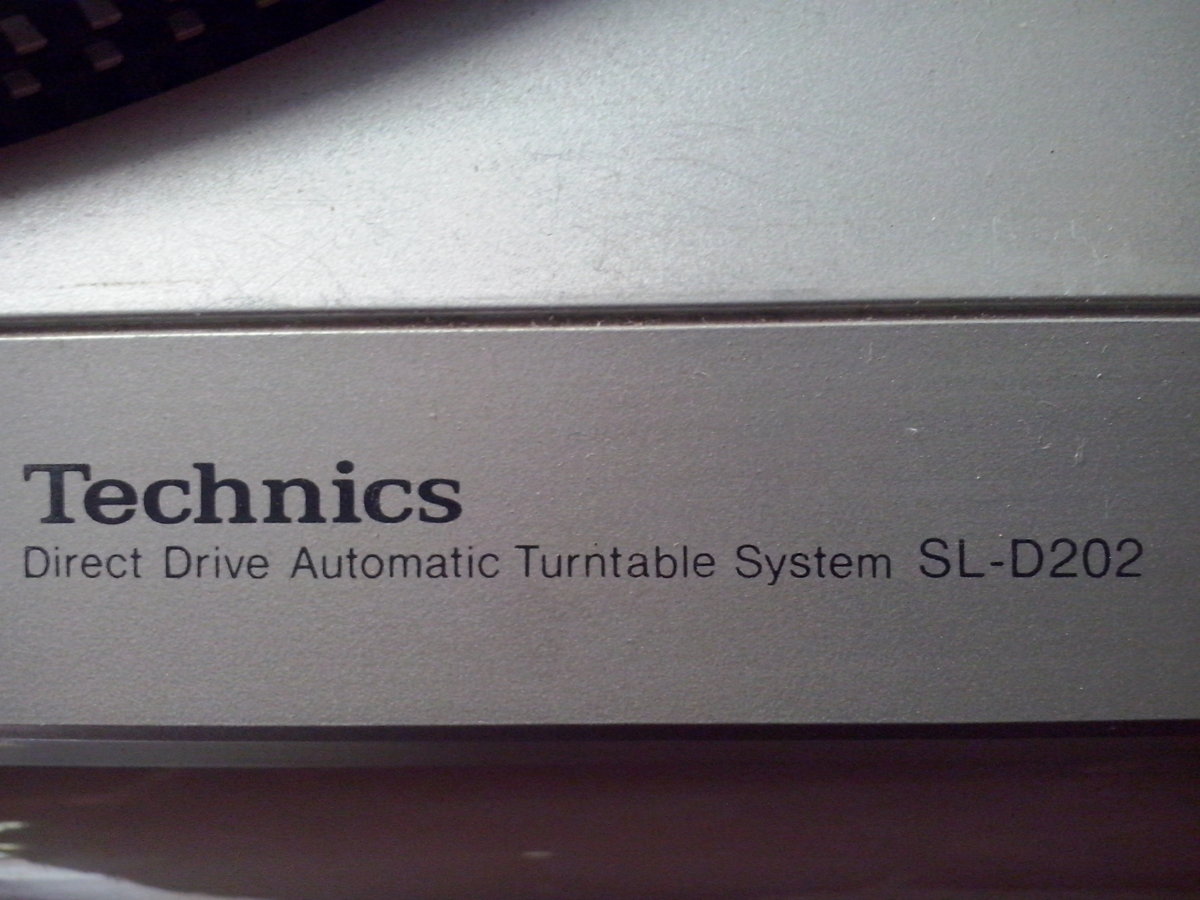 Technics
Direct Drive Automatic Turntable System SL-D202